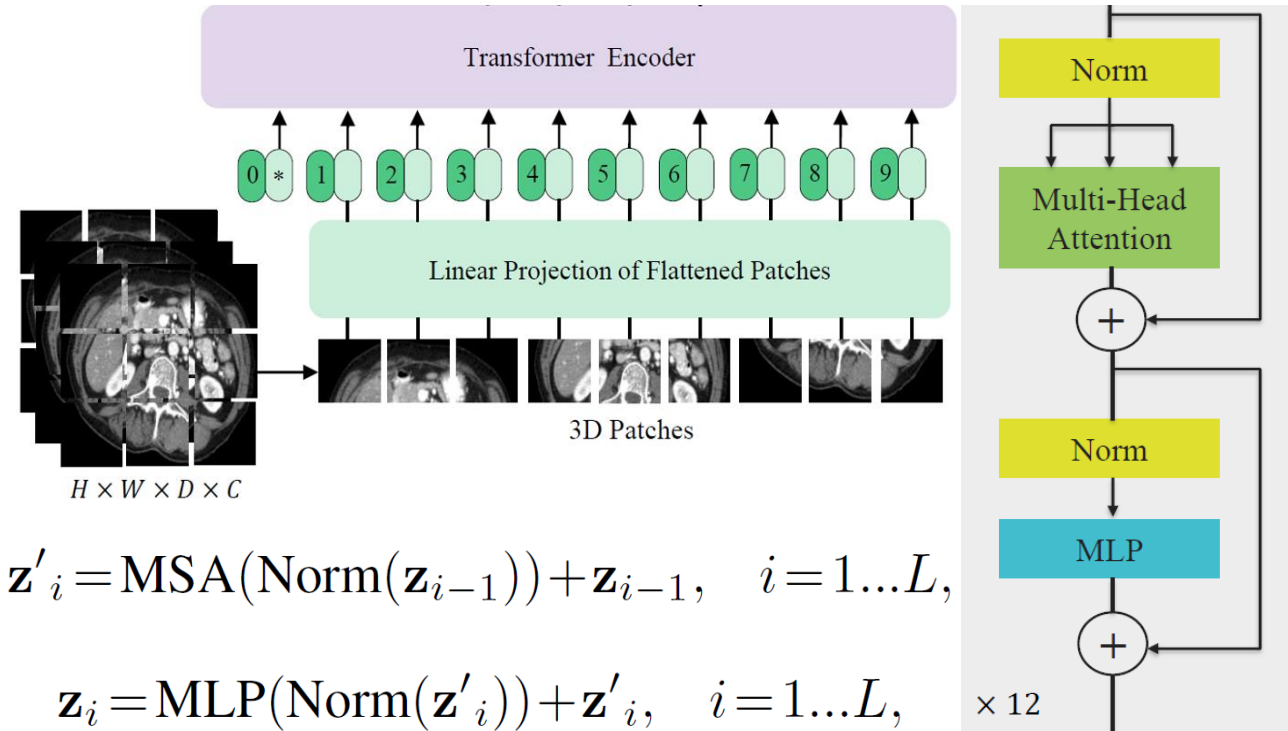 Transformer Encoder
0 * 1 2 3 4 5 6 7 8 9
Linear Projection of Flattened Patches
3D Patches
H × W × D × C
z′ᵢ = MSA(Norm(zᵢ₋₁)) + zᵢ₋₁, i = 1...L,
zᵢ = MLP(Norm(z′ᵢ)) + z′ᵢ, i = 1...L,
Norm
Multi-Head
Attention
+
Norm
MLP
+
× 12